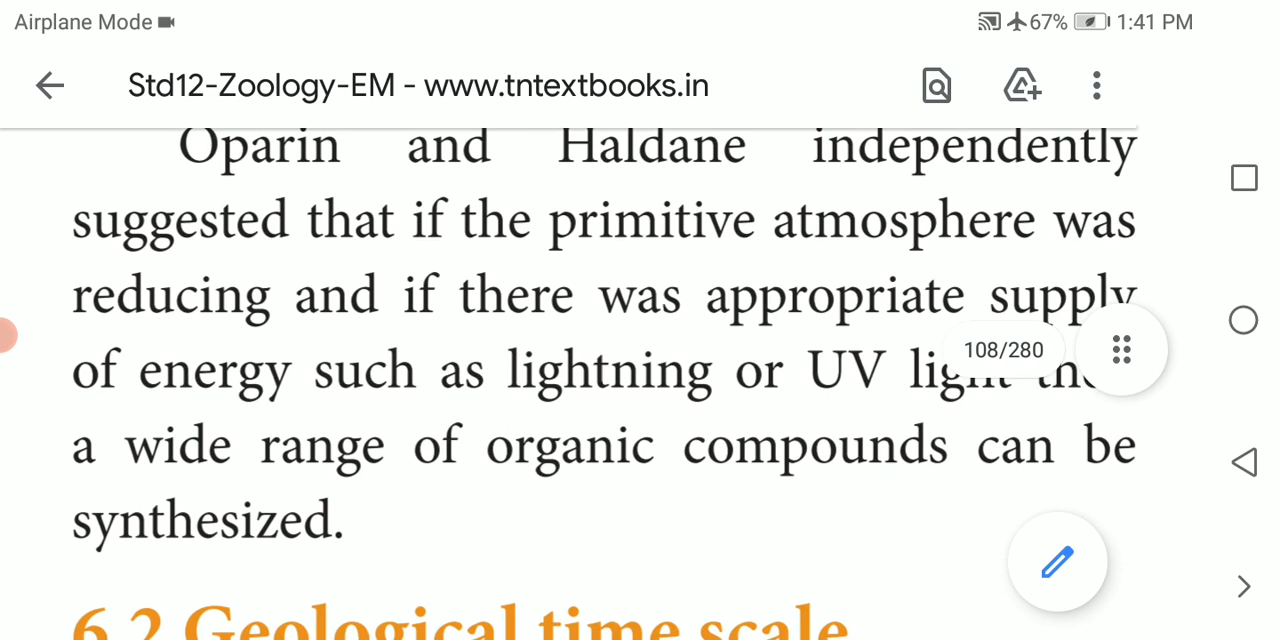 Airplane Mode 67% 1:41 PM
Std12-Zoology-EM - www.tntextbooks.in
Oparin and Haldane independently
suggested that if the primitive atmosphere was
reducing and if there was appropriate supply
of energy such as lightning or UV light
108/280
a wide range of organic compounds can be
synthesized.
6.2 Geological time scale